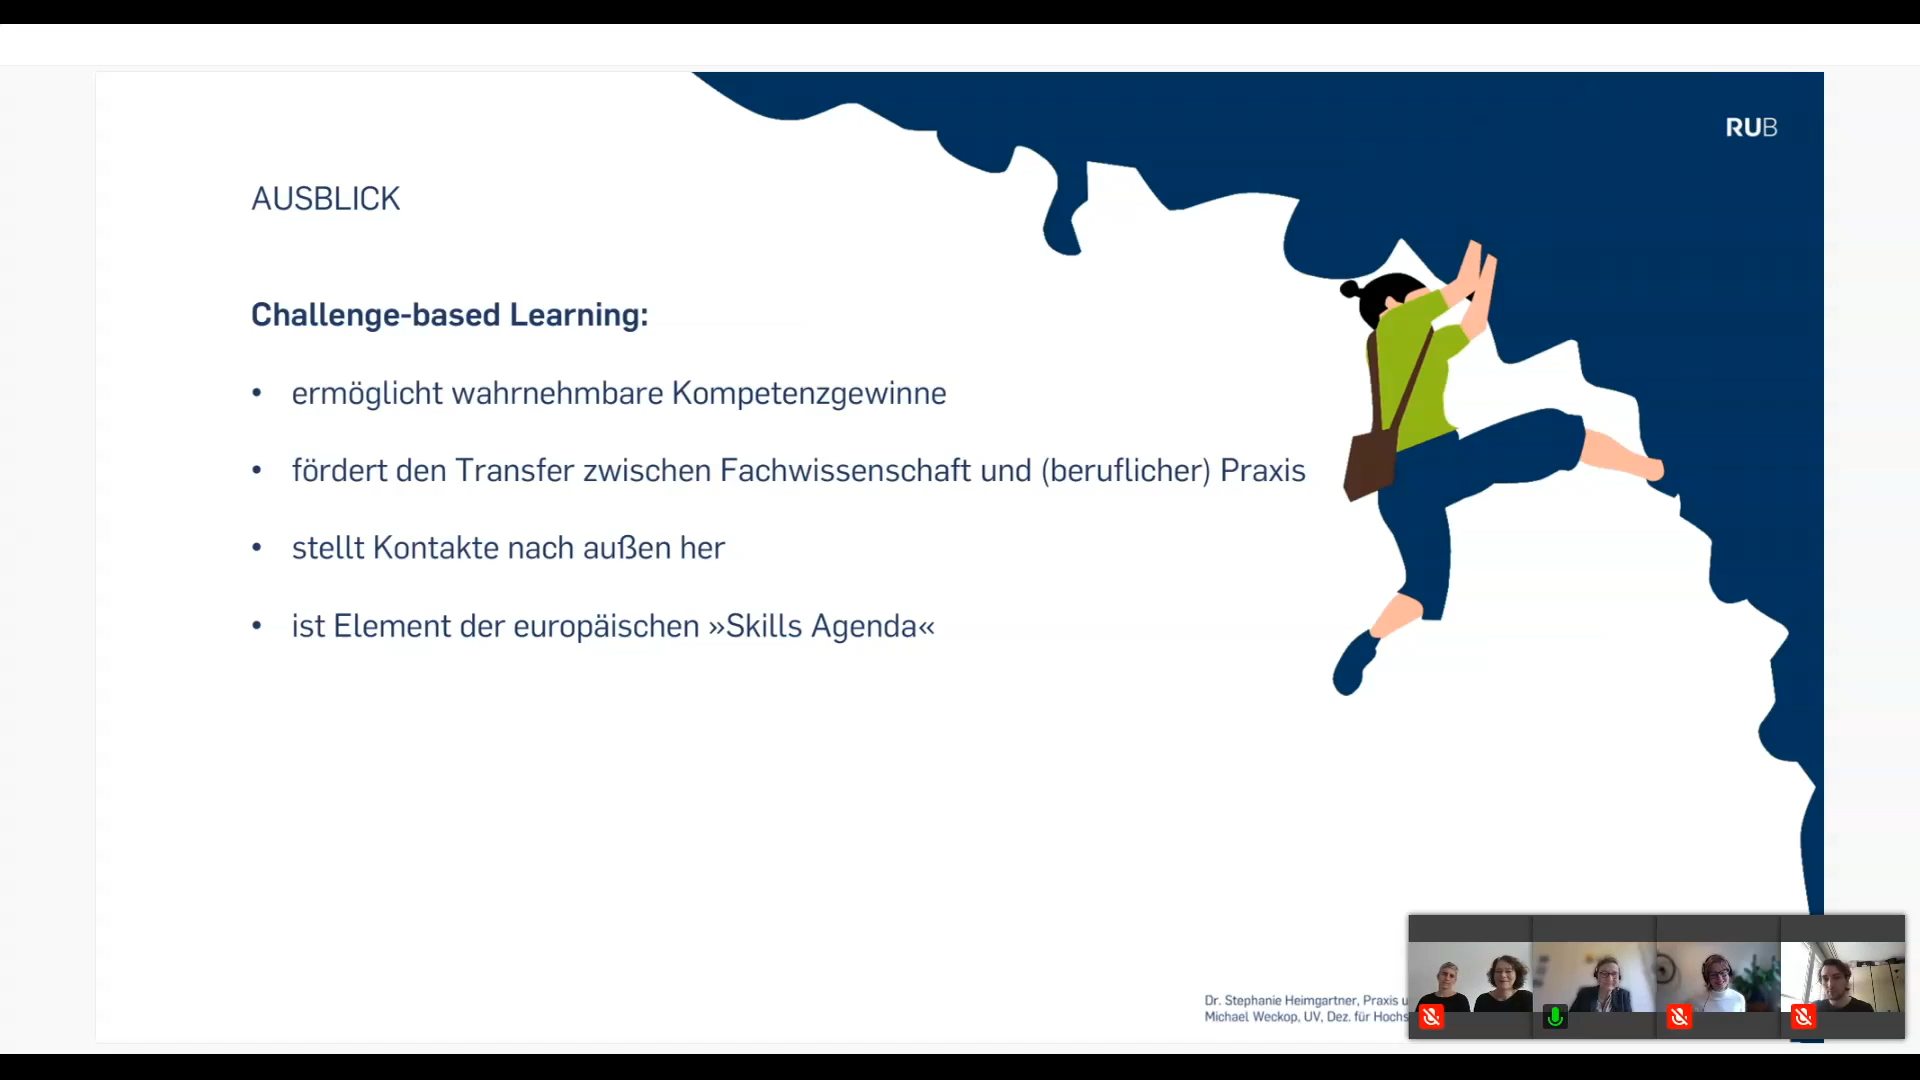 RUB
AUSBLICK
Challenge-based Learning:
• ermöglicht wahrnehmbare Kompetenzgewinne
• fördert den Transfer zwischen Fachwissenschaft und (beruflicher) Praxis
• stellt Kontakte nach außen her
• ist Element der europäischen »Skills Agenda«
Dr. Stephanie Heimgartner, Praxis
Michael Weckop, UV, Dez. für